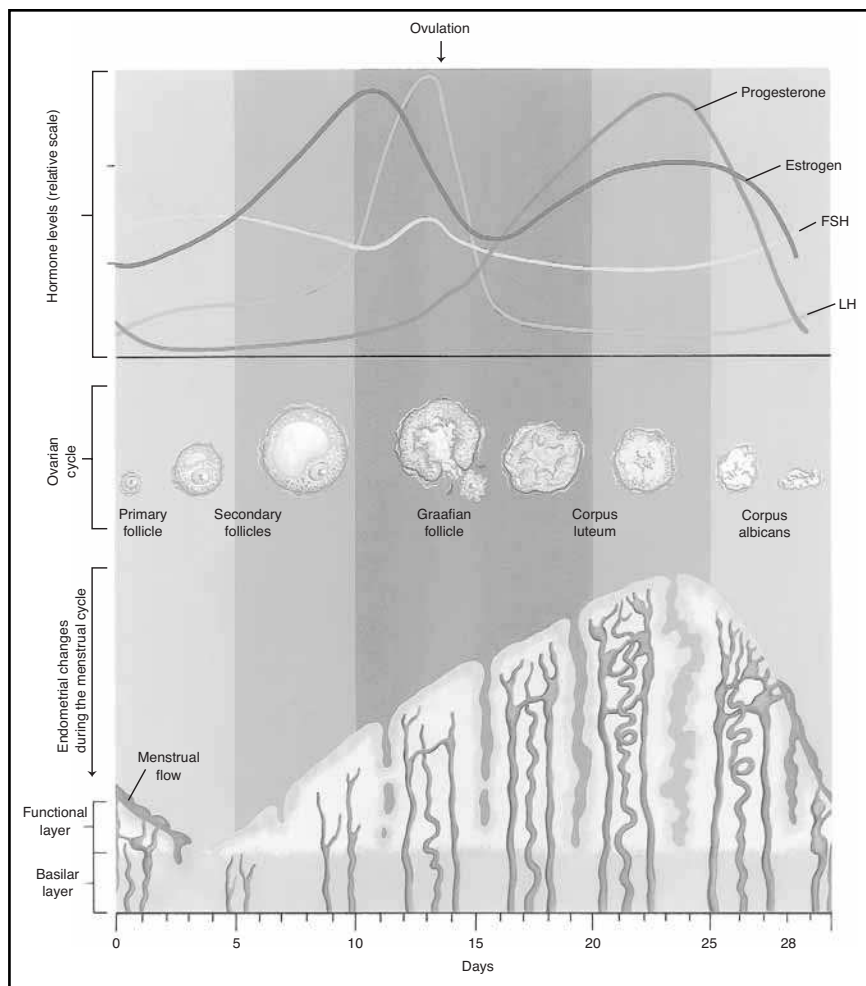 Ovulation
Hormone levels (relative scale)
Progesterone
Estrogen
FSH
LH
Ovarian
cycle
Primary
follicle
Secondary
follicles
Graafian
follicle
Corpus
luteum
Corpus
albicans
Endometrial changes
during the menstrual cycle
Menstrual
flow
Functional
layer
Basilar
layer
0 5 10 15 20 25 28
Days